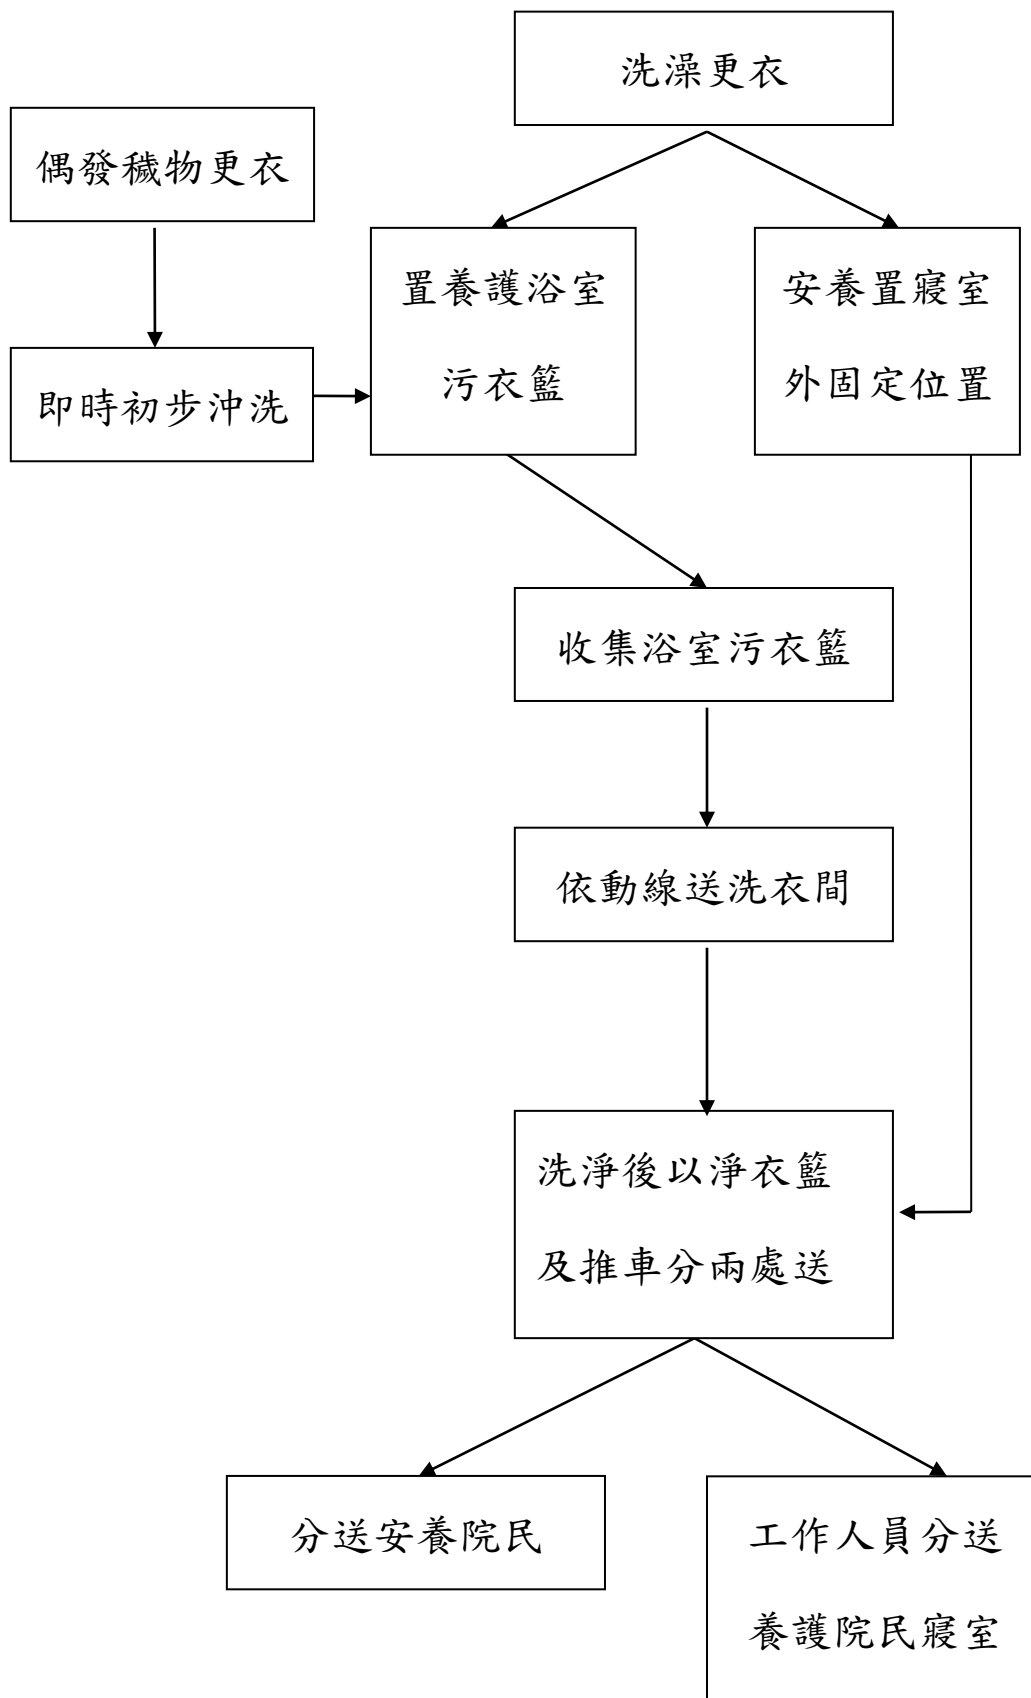 洗澡更衣
偶發穢物更衣
置養護浴室
污衣籃
安養置寢室
外固定位置
即時初步沖洗
收集浴室污衣籃
依動線送洗衣間
洗淨後以淨衣籃
及推車分兩處送
分送安養院民
工作人員分送
養護院民寢室